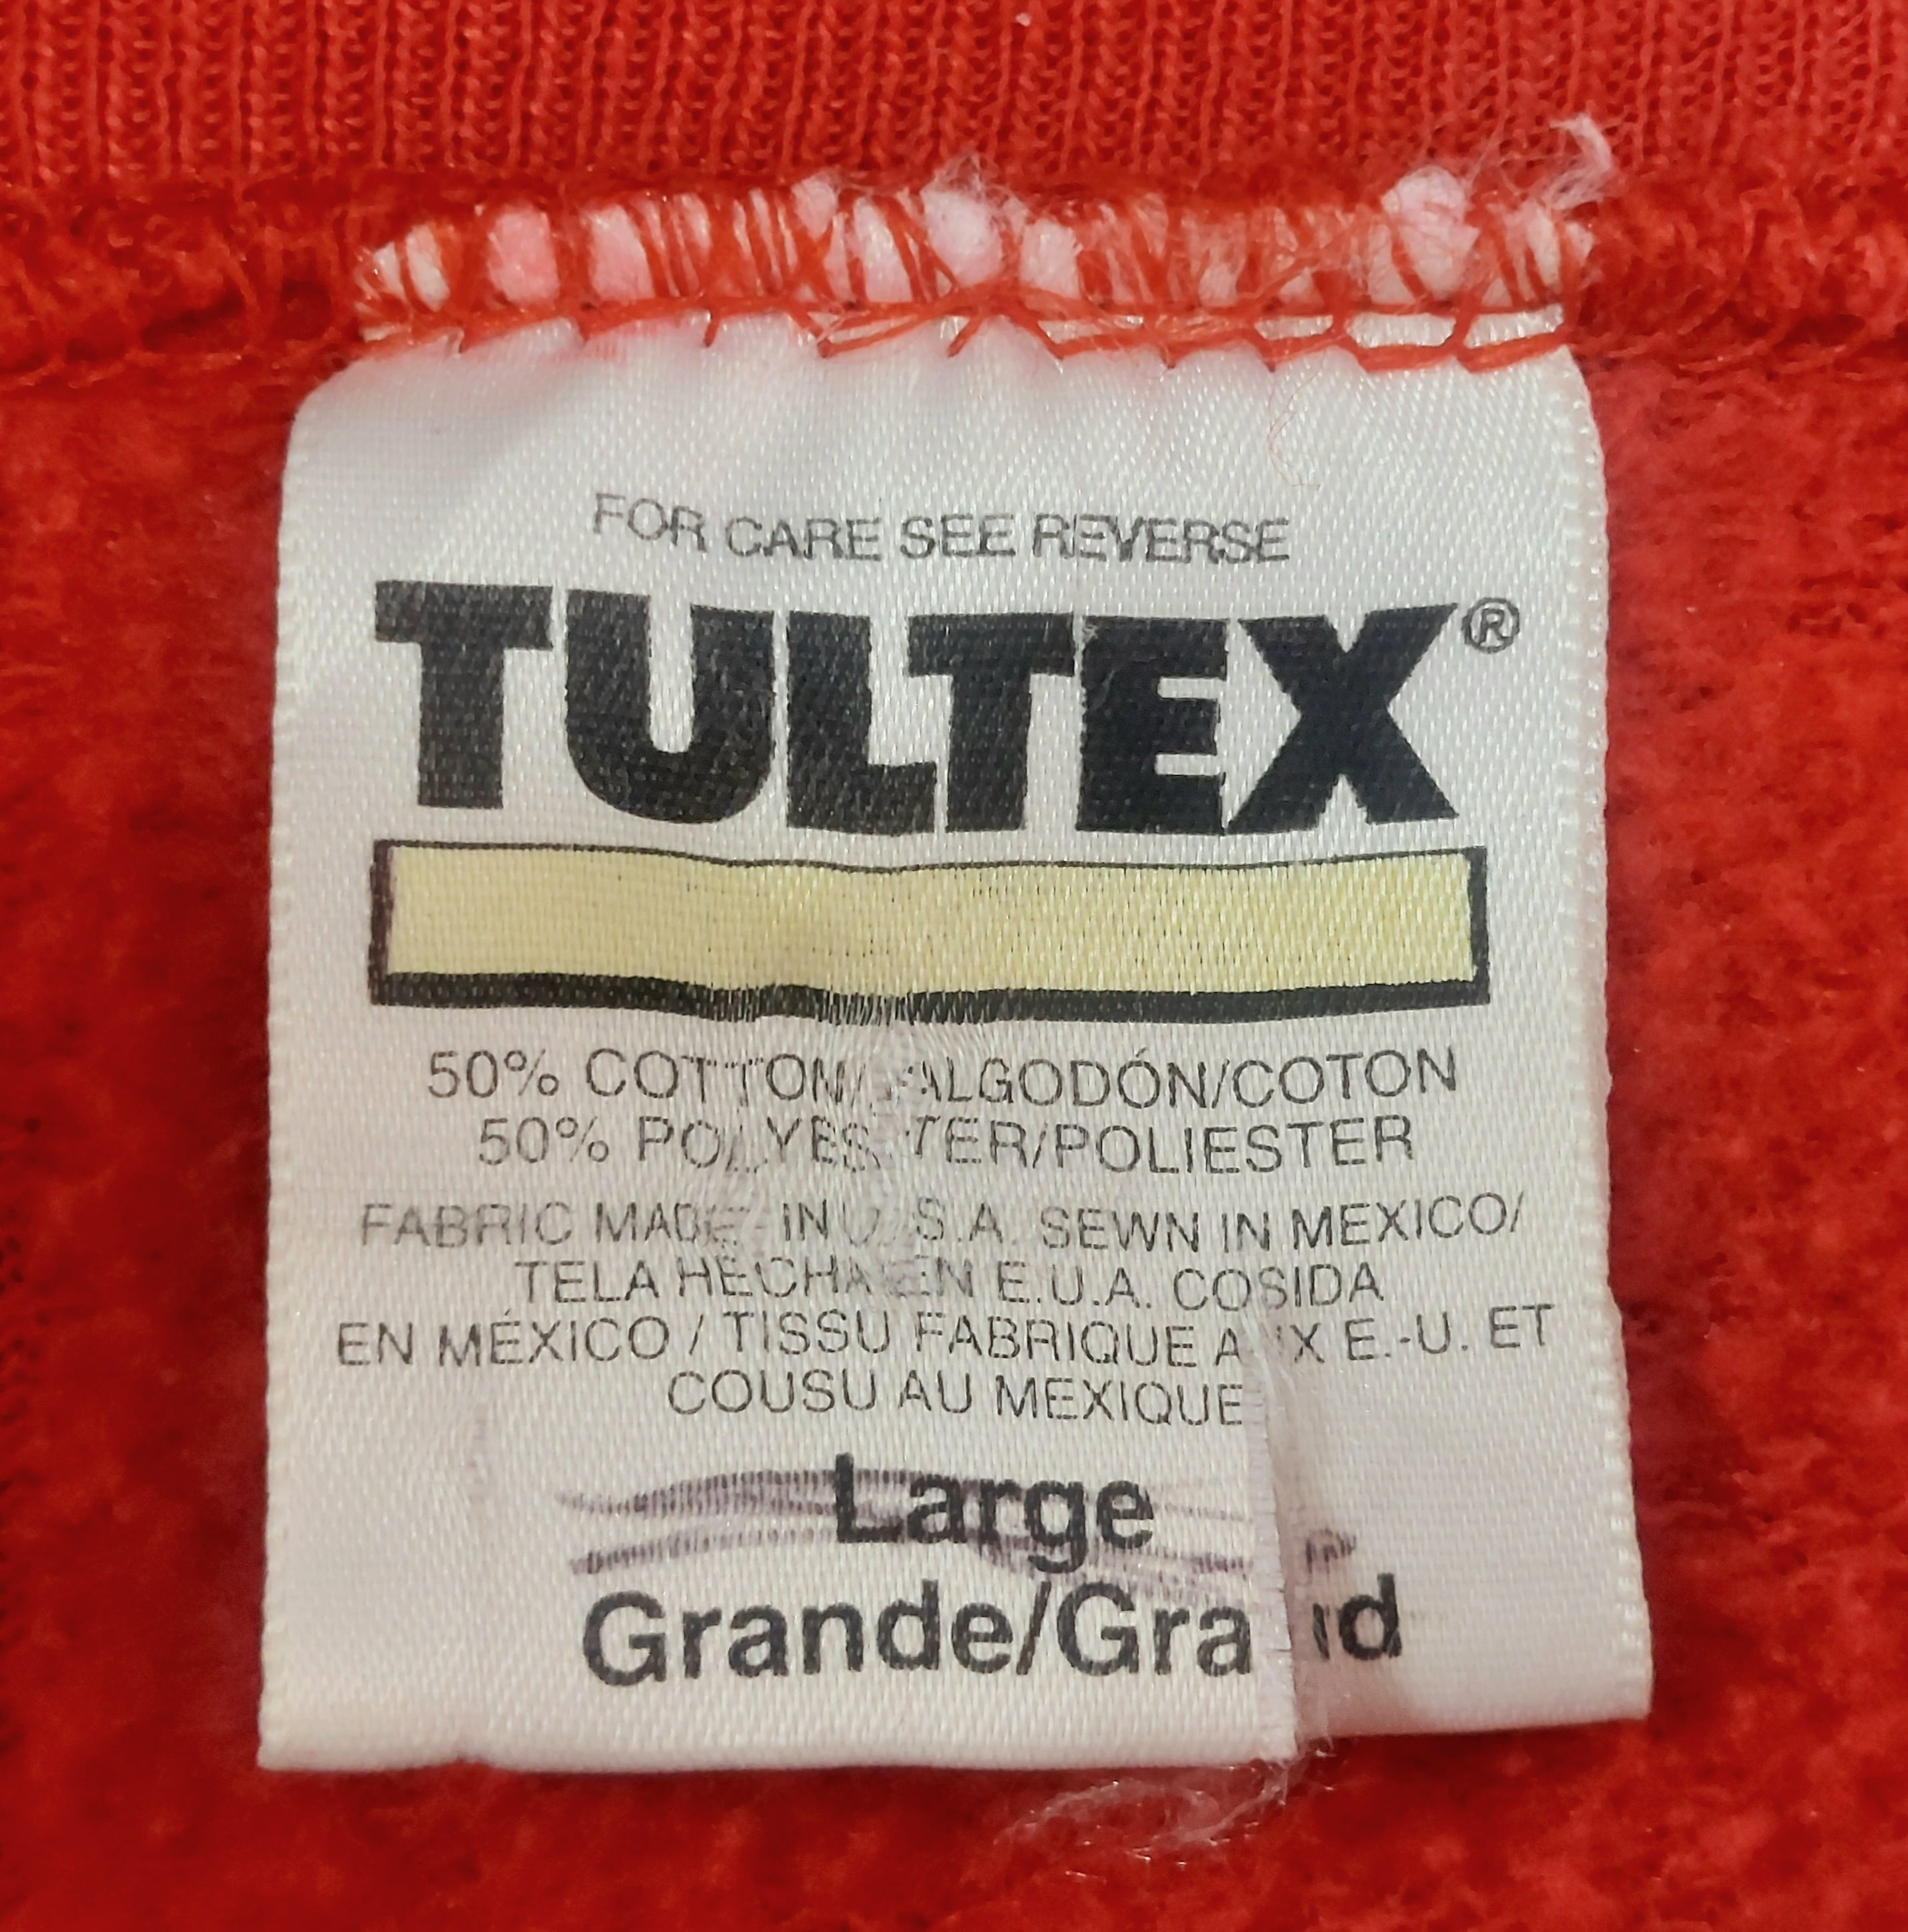 FOR CARE SEE REVERSE
TULTEX®
50% COTTON/ALGODÓN/COTON
50% POLYESTER/POLIESTER
FABRIC MADE IN U.S.A. SEWN IN MEXICO/
TELA HECHA EN E.U.A. COSIDA
EN MÉXICO / TISSU FABRIQUE AUX E.-U. ET
COUSU AU MEXIQUE
Large
Grande/Grand